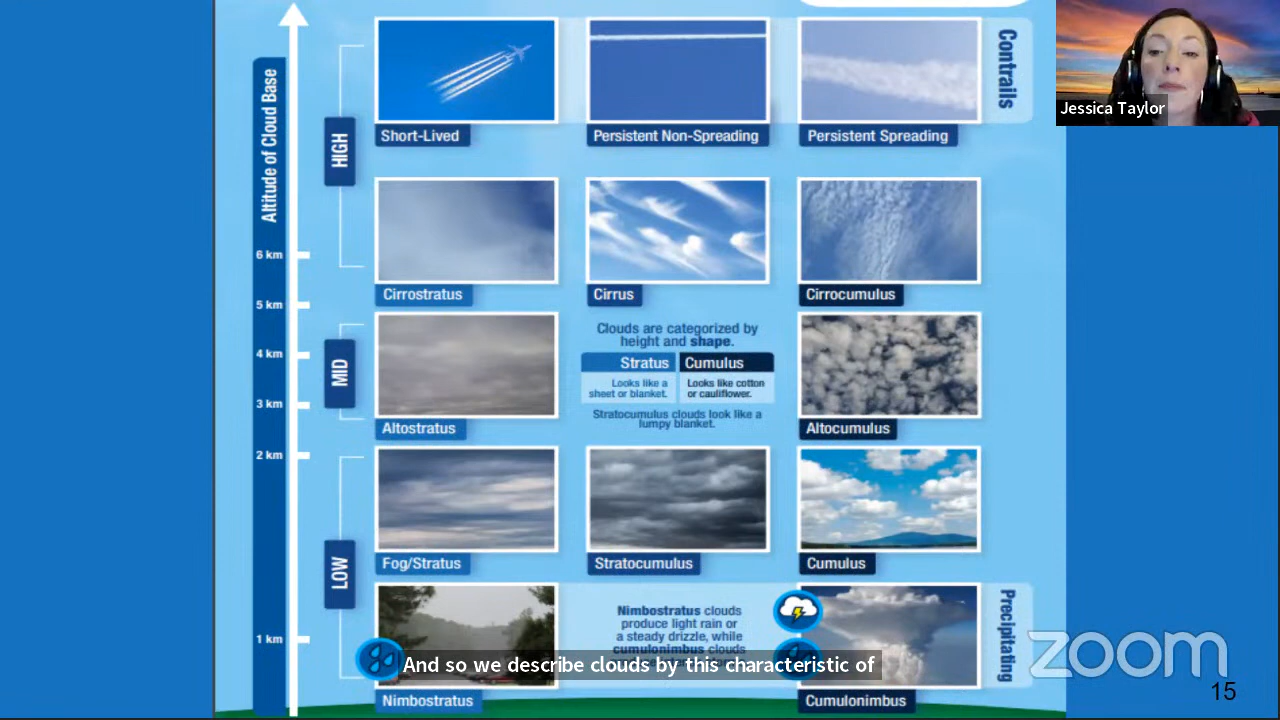 Jessica Taylor
Altitude of Cloud Base
6 km
5 km
4 km
3 km
2 km
1 km
HIGH
MID
LOW
Contrails
Short-Lived
Persistent Non-Spreading
Persistent Spreading
Cirrostratus
Cirrus
Cirrocumulus
Clouds are categorized by
height and shape.
Stratus
Looks like a
sheet or blanket.
Cumulus
Looks like cotton
or cauliflower.
Stratocumulus clouds look like a
lumpy blanket.
Altostratus
Altocumulus
Fog/Stratus
Stratocumulus
Cumulus
Nimbostratus clouds
produce light rain or
a steady drizzle, while
cumulonimbus clouds
Precipitating
Nimbostratus
Cumulonimbus
And so we describe clouds by this characteristic of
zoom
15